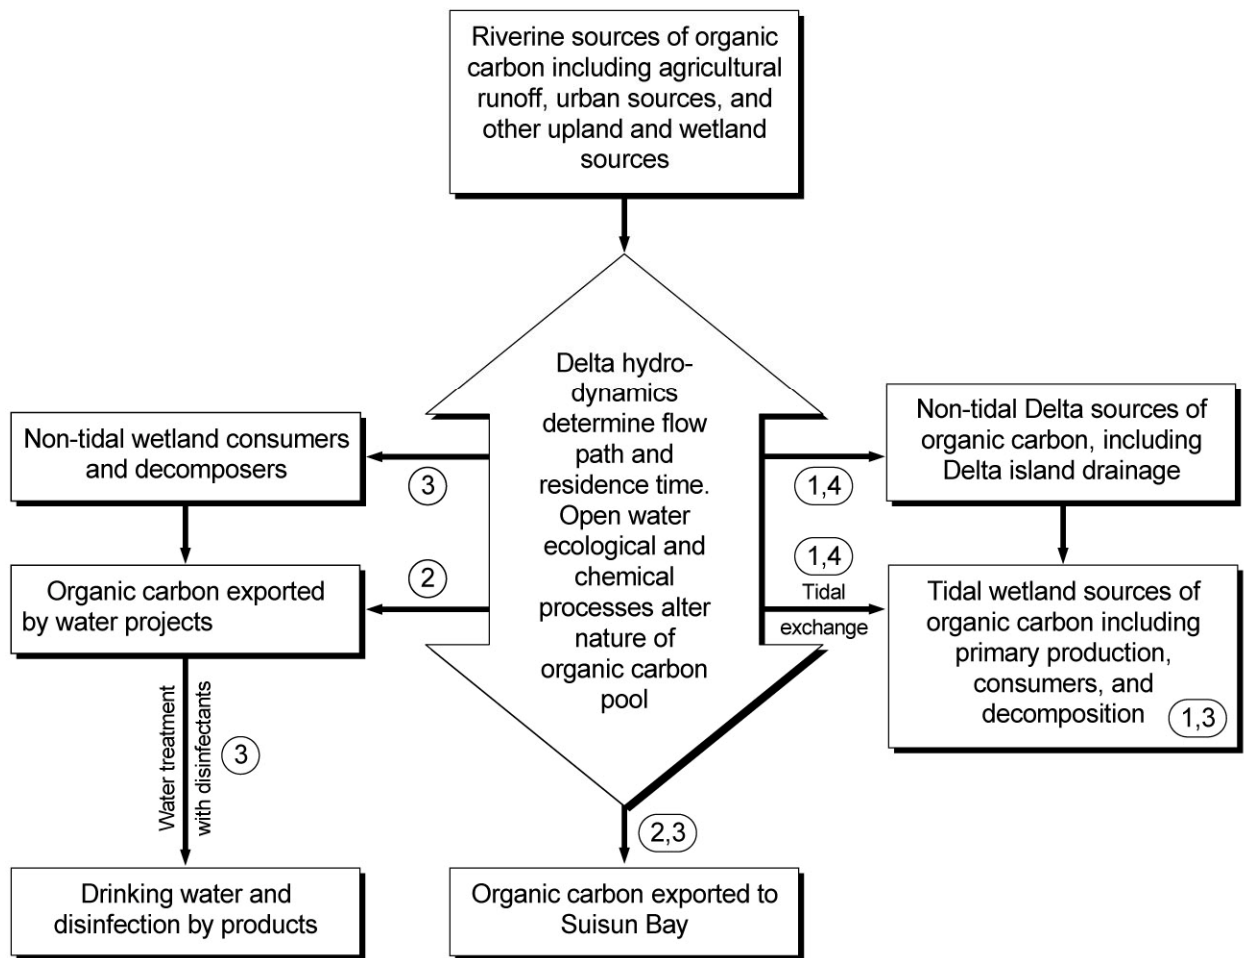 Riverine sources of organic
carbon including agricultural
runoff, urban sources, and
other upland and wetland
sources
Delta hydro-
dynamics
determine flow
path and
residence time.
Open water
ecological and
chemical
processes alter
nature of
organic carbon
pool
Non-tidal wetland consumers
and decomposers
3
Organic carbon exported
by water projects
2
Water treatment
with disinfectants
3
Drinking water and
disinfection by products
Non-tidal Delta sources of
organic carbon, including
Delta island drainage
1,4
1,4
Tidal
exchange
Tidal wetland sources of
organic carbon including
primary production,
consumers, and
decomposition
1,3
2,3
Organic carbon exported to
Suisun Bay